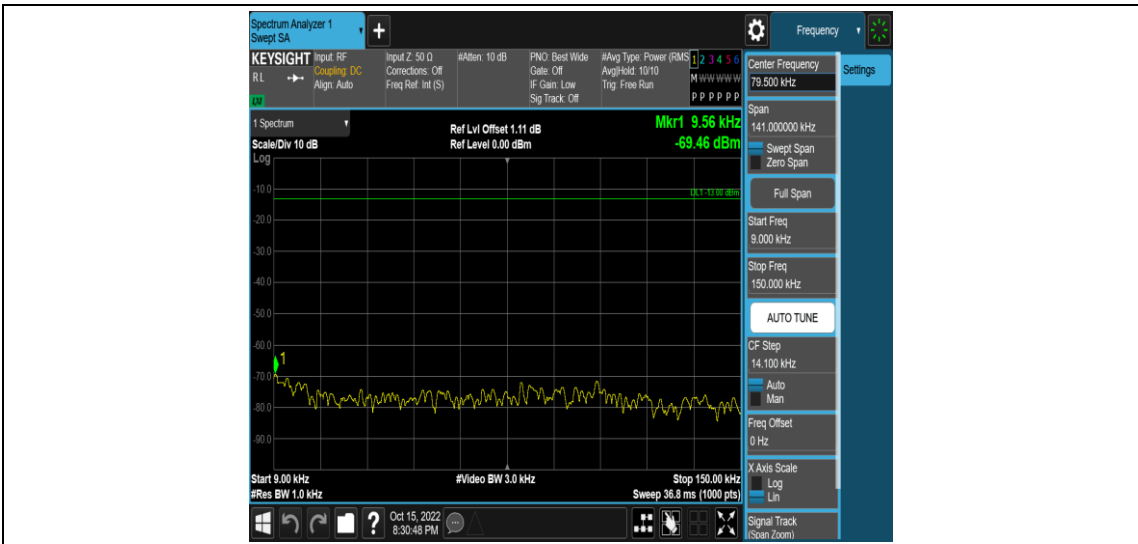 Spectrum Analyzer 1
Swept SA
+
Frequency
KEYSIGHT
RL
LXI
Input: RF
Coupling: DC
Align: Auto
Input Z: 50 Ω
Corrections: Off
Freq Ref: Int (S)
#Atten: 10 dB
PNO: Best Wide
Gate: Off
IF Gain: Low
Sig Track: Off
#Avg Type: Power (RMS
Avg|Hold: 10/10
Trig: Free Run
1 2 3 4 5 6
M W W W W W
P P P P P P
1 Spectrum
Scale/Div 10 dB
Log
Ref Lvl Offset 1.11 dB
Ref Level 0.00 dBm
Mkr1 9.56 kHz
-69.46 dBm
DL1 -13.00 dBm
-10.0
-20.0
-30.0
-40.0
-50.0
-60.0
-70.0
-80.0
-90.0
1
Start 9.00 kHz
#Res BW 1.0 kHz
#Video BW 3.0 kHz
Stop 150.00 kHz
Sweep 36.8 ms (1000 pts)
Center Frequency
79.500 kHz
Settings
Span
141.000000 kHz
Swept Span
Zero Span
Full Span
Start Freq
9.000 kHz
Stop Freq
150.000 kHz
AUTO TUNE
CF Step
14.100 kHz
Auto
Man
Freq Offset
0 Hz
X Axis Scale
Log
Lin
Signal Track
(Span Zoom)
?
Oct 15, 2022
8:30:48 PM